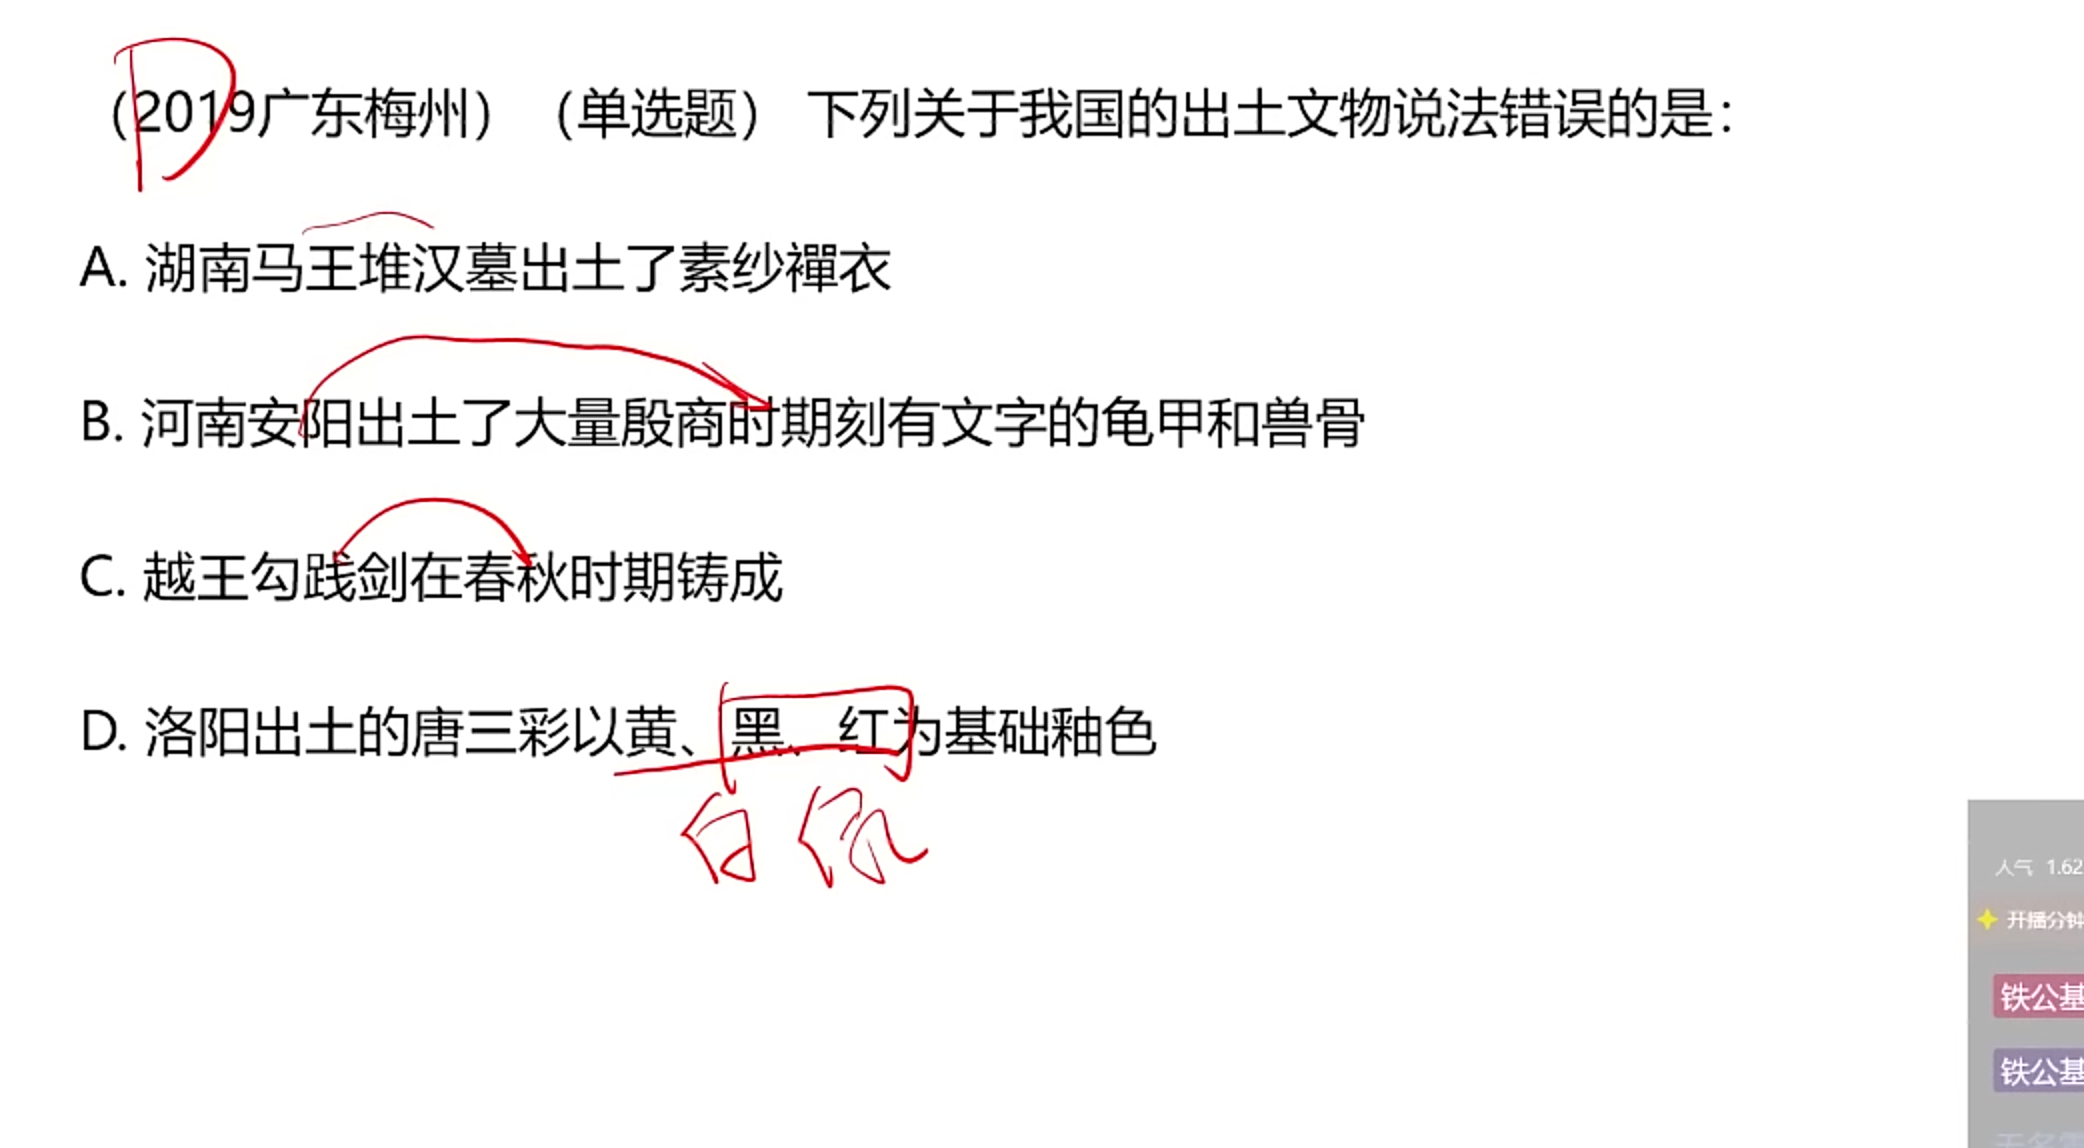 D
（2019广东梅州）（单选题） 下列关于我国的出土文物说法错误的是：
A. 湖南马王堆汉墓出土了素纱襌衣
B. 河南安阳出土了大量殷商时期刻有文字的龟甲和兽骨
C. 越王勾践剑在春秋时期铸成
D. 洛阳出土的唐三彩以黄、黑、红为基础釉色
白 绿
人气 1.62
开播分钟
铁公基
铁公基